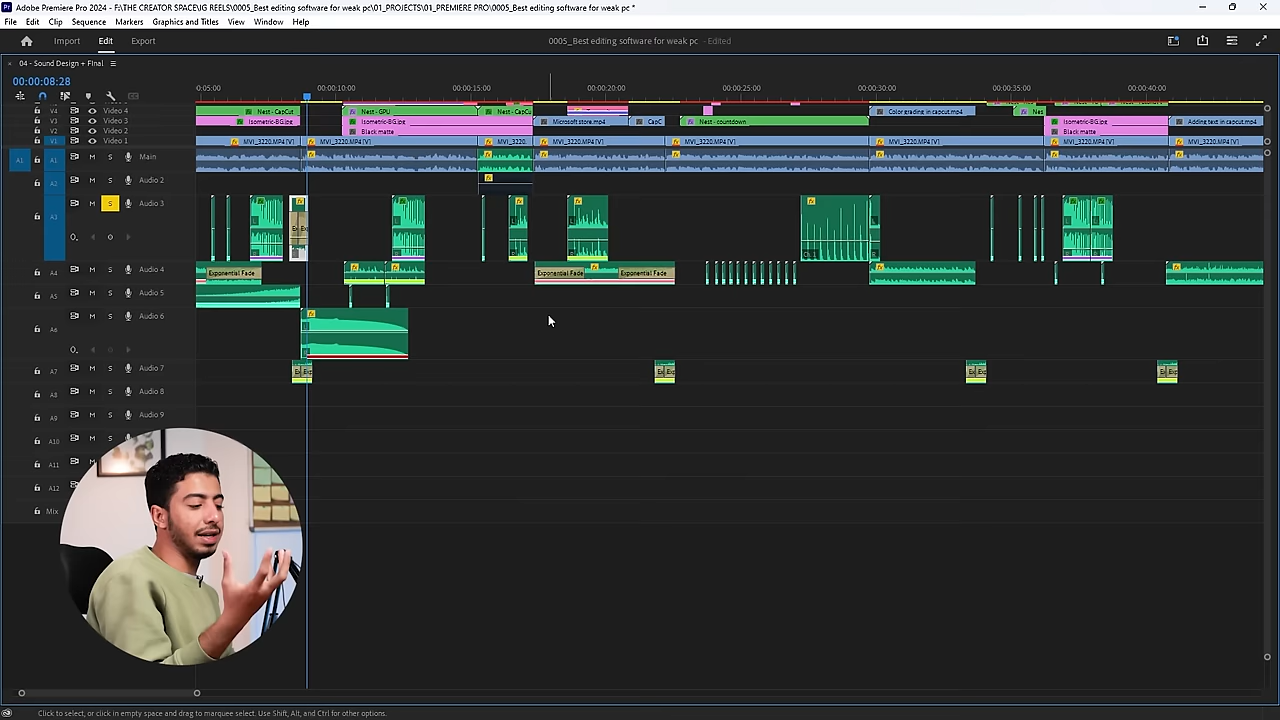 Adobe Premiere Pro 2024 - F:\THE CREATOR SPACE\IG REELS\0005_Best editing software for weak pc\01_PROJECTS\01_PREMIERE PRO\0005_Best editing software for weak pc *
File Edit Clip Sequence Markers Graphics and Titles View Window Help
Import Edit Export 0005_Best editing software for weak pc - Edited
04 - Sound Design + FInal
00:00:08:28
:05:00 00:00:10:00 00:00:15:00 00:00:20:00 00:00:25:00 00:00:30:00 00:00:35:00 00:00:40:00
V4 Video 4 Nest - CapCut Nest - GPU Nest - CapCu Color grading in capcut.mp4 Nes
V3 Video 3 Isometric-BG.jpg Isometric-BG.jpg Microsoft store.mp4 CapC Nest - countdown Isometric-BG.jpg Adding text in capcut.mp4
V2 Video 2 Black matte Black matte
V1 Video 1 MVI_3220.MP4 [V] MVI_3220.MP4 [V] MVI_3220. MVI_3220.MP4 [V] MVI_3220.MP4 [V] MVI_3220.MP4 [V] MVI_3220.MP4 [V] MVI_3220.MP4 [V]
A1 A1 M S Main
A2 M S Audio 2
A3 M S Audio 3
A4 M S Audio 4 Exponential Fade Exponential Fade Exponential Fade
A5 M S Audio 5
A6 M S Audio 6
A7 M S Audio 7
A8 M S Audio 8
A9 M S Audio 9
A10 M S Audio 10
A11 M
A12
Mix
Click to select, or click in empty space and drag to marquee select. Use Shift, Alt, and Ctrl for other options.